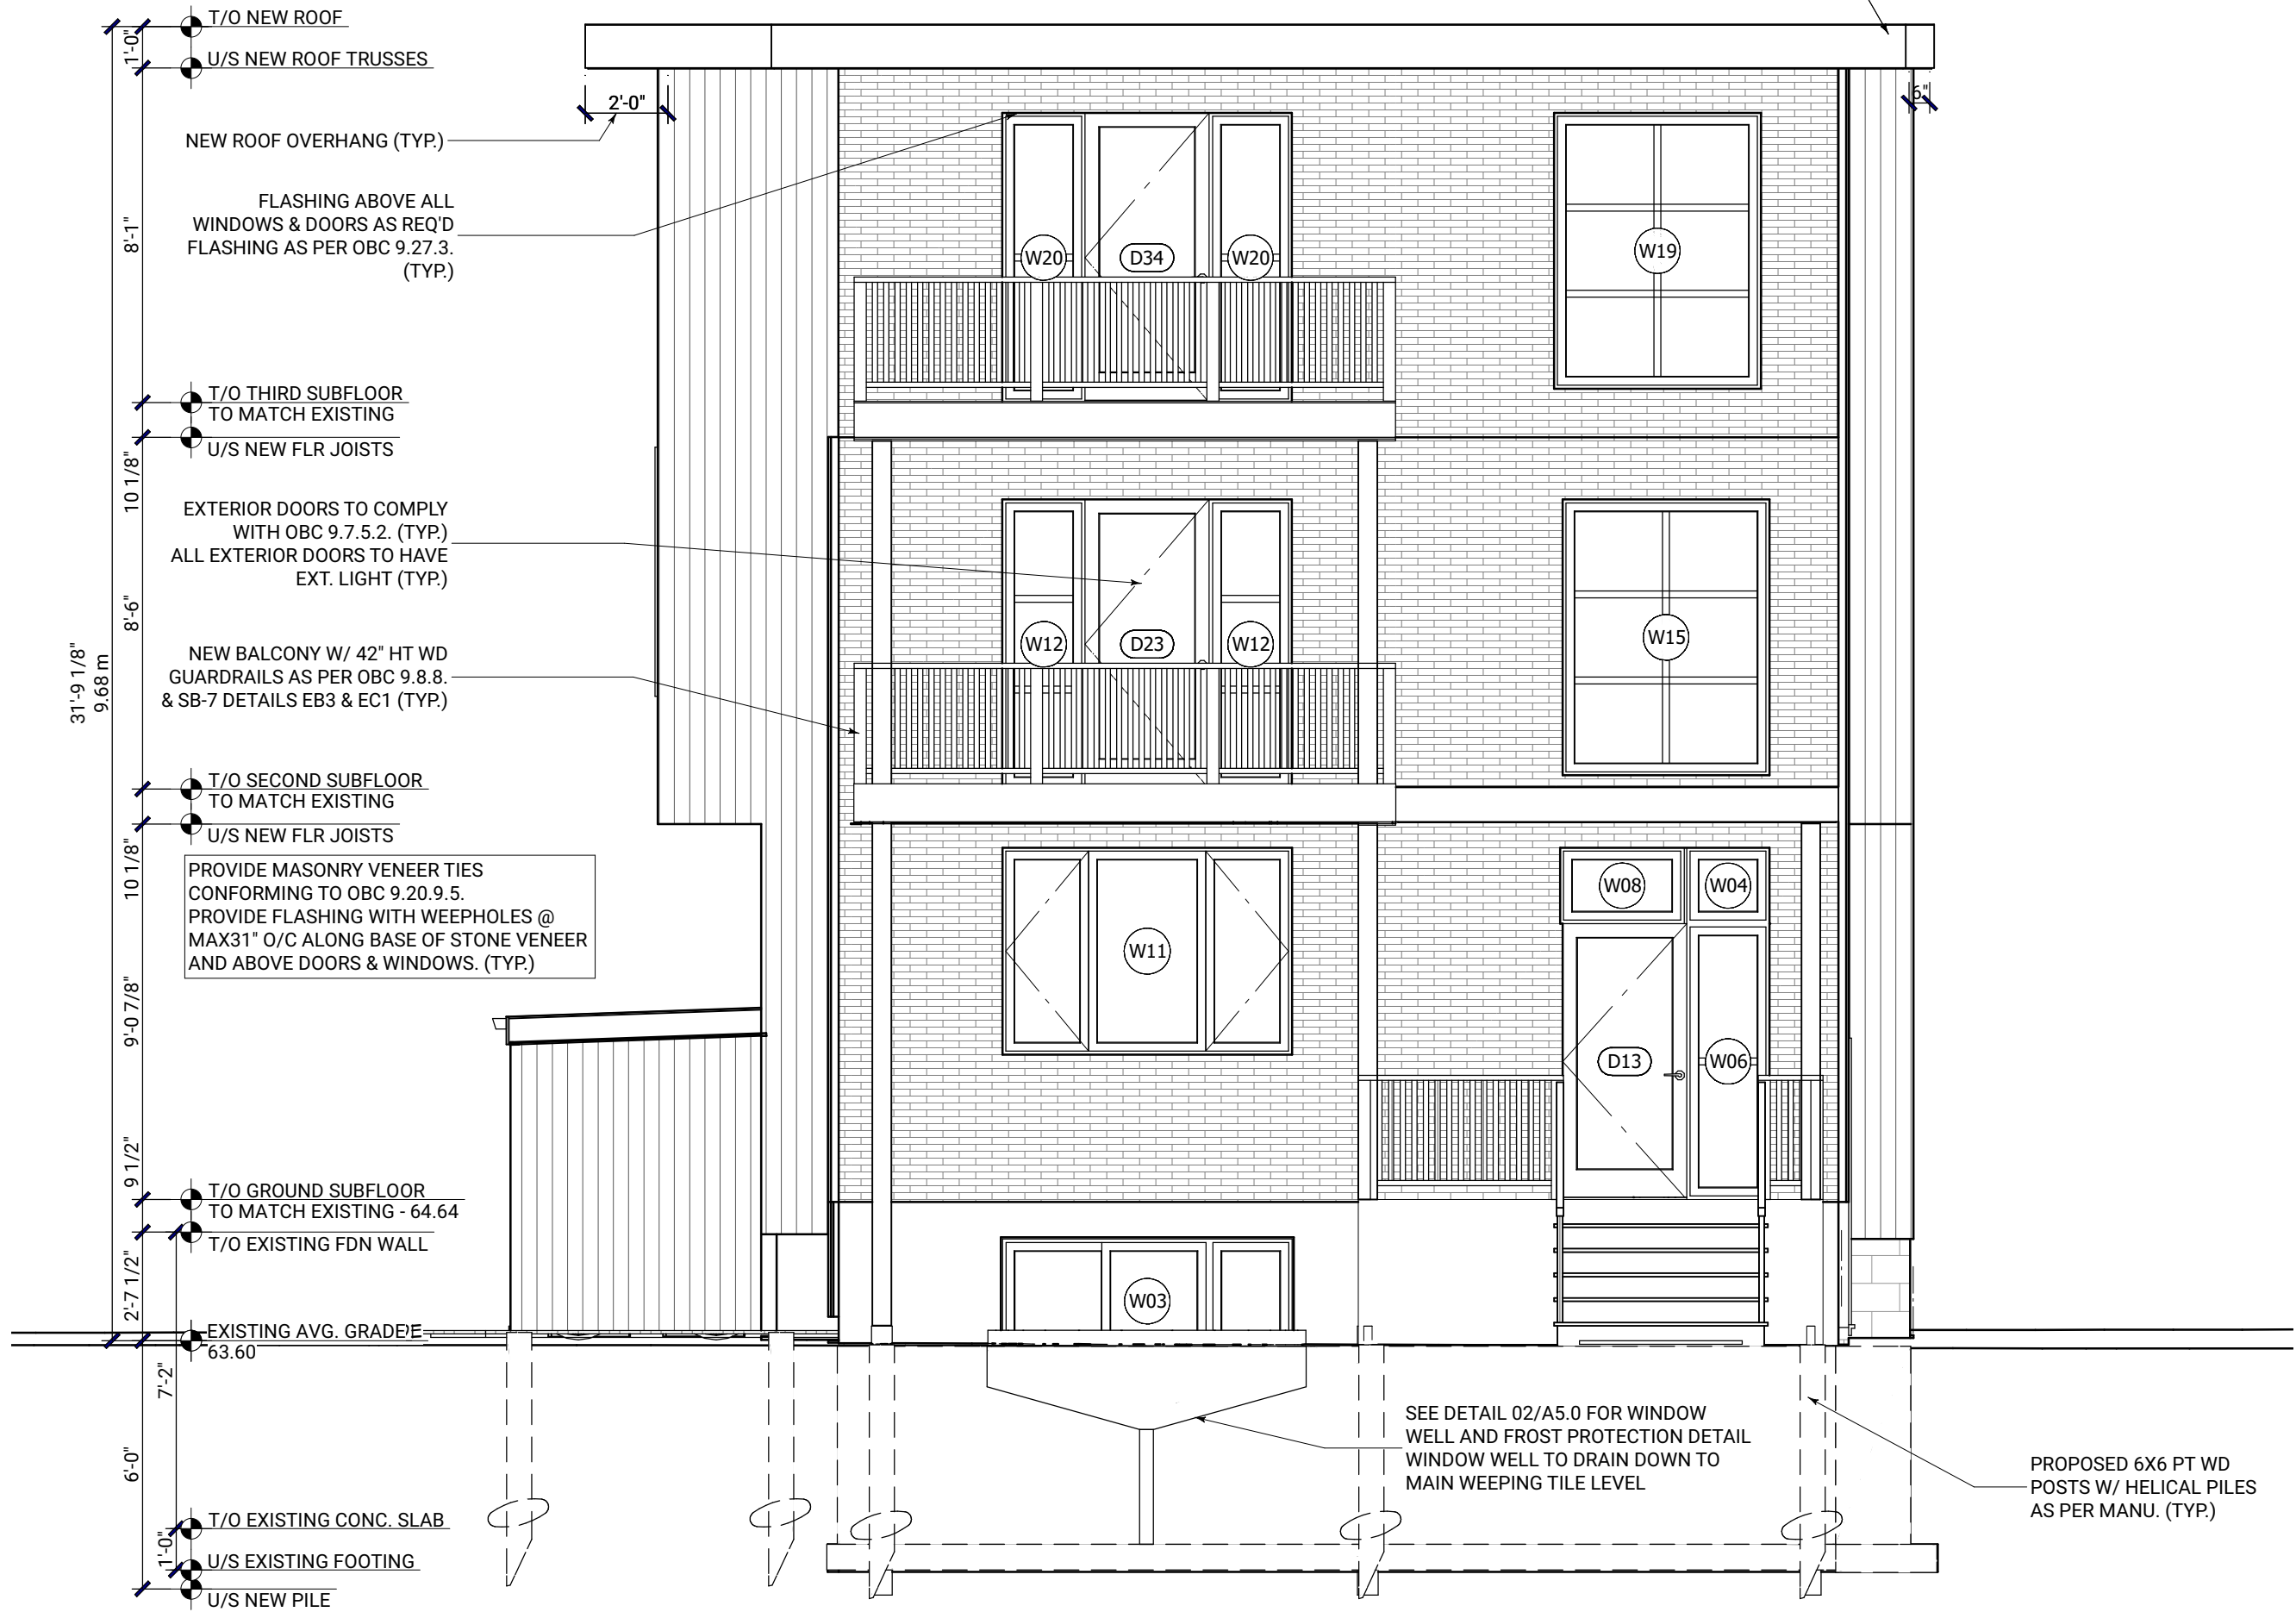 T/O NEW ROOF
1'-0"
U/S NEW ROOF TRUSSES
2'-0"
6"
NEW ROOF OVERHANG (TYP.)
FLASHING ABOVE ALL
WINDOWS & DOORS AS REQ'D
FLASHING AS PER OBC 9.27.3.
(TYP.)
8'-1"
W20
D34
W20
W19
T/O THIRD SUBFLOOR
TO MATCH EXISTING
U/S NEW FLR JOISTS
10 1/8"
EXTERIOR DOORS TO COMPLY
WITH OBC 9.7.5.2. (TYP.)
ALL EXTERIOR DOORS TO HAVE
EXT. LIGHT (TYP.)
8'-6"
W12
D23
W12
W15
NEW BALCONY W/ 42" HT WD
GUARDRAILS AS PER OBC 9.8.8.
& SB-7 DETAILS EB3 & EC1 (TYP.)
31'-9 1/8"
9.68 m
T/O SECOND SUBFLOOR
TO MATCH EXISTING
U/S NEW FLR JOISTS
10 1/8"
PROVIDE MASONRY VENEER TIES
CONFORMING TO OBC 9.20.9.5.
PROVIDE FLASHING WITH WEEPHOLES @
MAX31" O/C ALONG BASE OF STONE VENEER
AND ABOVE DOORS & WINDOWS. (TYP.)
W08
W04
W11
9'-0 7/8"
D13
W06
9 1/2"
T/O GROUND SUBFLOOR
TO MATCH EXISTING - 64.64
T/O EXISTING FDN WALL
2'-7 1/2"
W03
EXISTING AVG. GRADE
63.60
7'-2"
SEE DETAIL 02/A5.0 FOR WINDOW
WELL AND FROST PROTECTION DETAIL
WINDOW WELL TO DRAIN DOWN TO
MAIN WEEPING TILE LEVEL
6'-0"
PROPOSED 6X6 PT WD
POSTS W/ HELICAL PILES
AS PER MANU. (TYP.)
T/O EXISTING CONC. SLAB
1'-0"
U/S EXISTING FOOTING
U/S NEW PILE